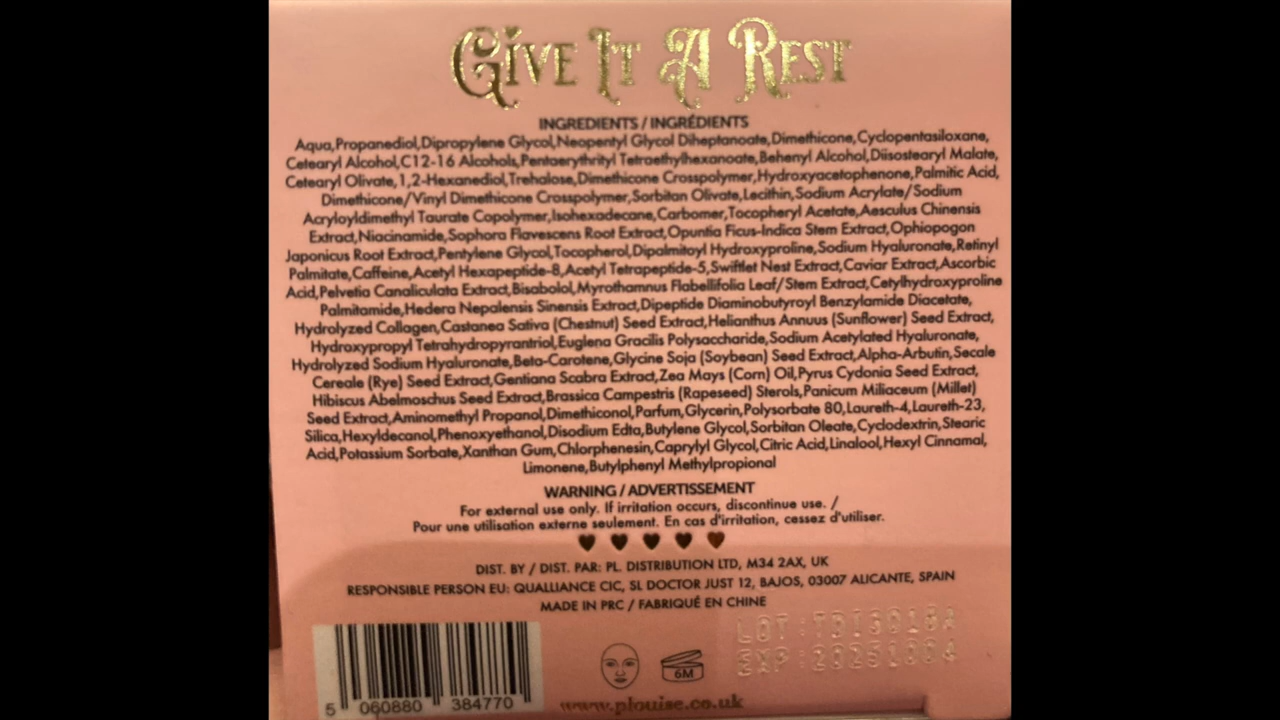 GIVE IT A REST
INGREDIENTS / INGRÉDIENTS
Aqua,Propanediol,Dipropylene Glycol,Neopentyl Glycol Diheptanoate,Dimethicone,Cyclopentasiloxane,
Cetearyl Alcohol,C12-16 Alcohols,Pentaerythrityl Tetraethylhexanoate,Behenyl Alcohol,Diisostearyl Malate,
Cetearyl Olivate,1,2-Hexanediol,Trehalose,Dimethicone Crosspolymer,Hydroxyacetophenone,Palmitic Acid,
Dimethicone/Vinyl Dimethicone Crosspolymer,Sorbitan Olivate,Lecithin,Sodium Acrylate/Sodium
Acryloyldimethyl Taurate Copolymer,Isohexadecane,Carbomer,Tocopheryl Acetate,Aesculus Chinensis
Extract,Niacinamide,Sophora Flavescens Root Extract,Opuntia Ficus-Indica Stem Extract,Ophiopogon
Japonicus Root Extract,Pentylene Glycol,Tocopherol,Dipalmitoyl Hydroxyproline,Sodium Hyaluronate,Retinyl
Palmitate,Caffeine,Acetyl Hexapeptide-8,Acetyl Tetrapeptide-5,Swiftlet Nest Extract,Caviar Extract,Ascorbic
Acid,Pelvetia Canaliculata Extract,Bisabolol,Myrothamnus Flabellifolia Leaf/Stem Extract,Cetylhydroxyproline
Palmitamide,Hedera Nepalensis Sinensis Extract,Dipeptide Diaminobutyroyl Benzylamide Diacetate,
Hydrolyzed Collagen,Castanea Sativa (Chestnut) Seed Extract,Helianthus Annuus (Sunflower) Seed Extract,
Hydroxypropyl Tetrahydropyrantriol,Euglena Gracilis Polysaccharide,Sodium Acetylated Hyaluronate,
Hydrolyzed Sodium Hyaluronate,Beta-Carotene,Glycine Soja (Soybean) Seed Extract,Alpha-Arbutin,Secale
Cereale (Rye) Seed Extract,Gentiana Scabra Extract,Zea Mays (Corn) Oil,Pyrus Cydonia Seed Extract,
Hibiscus Abelmoschus Seed Extract,Brassica Campestris (Rapeseed) Sterols,Panicum Miliaceum (Millet)
Seed Extract,Aminomethyl Propanol,Dimethiconol,Parfum,Glycerin,Polysorbate 80,Laureth-4,Laureth-23,
Silica,Hexyldecanol,Phenoxyethanol,Disodium Edta,Butylene Glycol,Sorbitan Oleate,Cyclodextrin,Stearic
Acid,Potassium Sorbate,Xanthan Gum,Chlorphenesin,Caprylyl Glycol,Citric Acid,Linalool,Hexyl Cinnamal,
Limonene,Butylphenyl Methylpropional
WARNING / ADVERTISSEMENT
For external use only. If irritation occurs, discontinue use. /
Pour une utilisation externe seulement. En cas d'irritation, cessez d'utiliser.
DIST. BY / DIST. PAR: PL. DISTRIBUTION LTD, M34 2AX, UK
RESPONSIBLE PERSON EU: QUALLIANCE CIC, SL DOCTOR JUST 12, BAJOS, 03007 ALICANTE, SPAIN
MADE IN PRC / FABRIQUÉ EN CHINE
LOT
EXP : 20251004
6M
5 060880 384770
www.plouise.co.uk